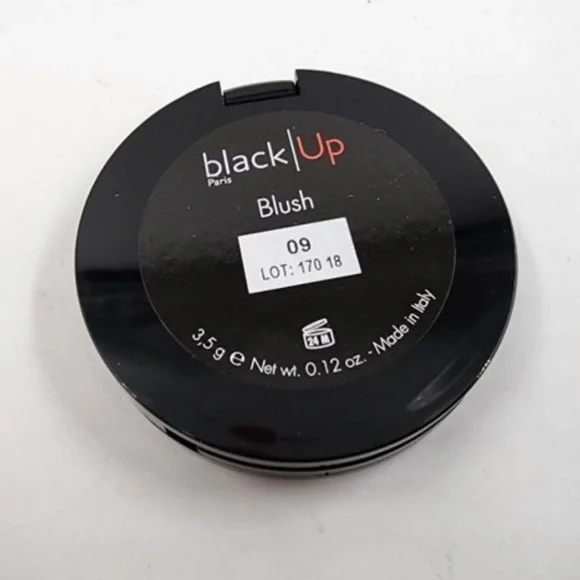 black|Up
Paris
Blush
09
LOT: 170 18
24 M
3,5 g ℮ Net wt. 0.12 oz. - Made in Italy